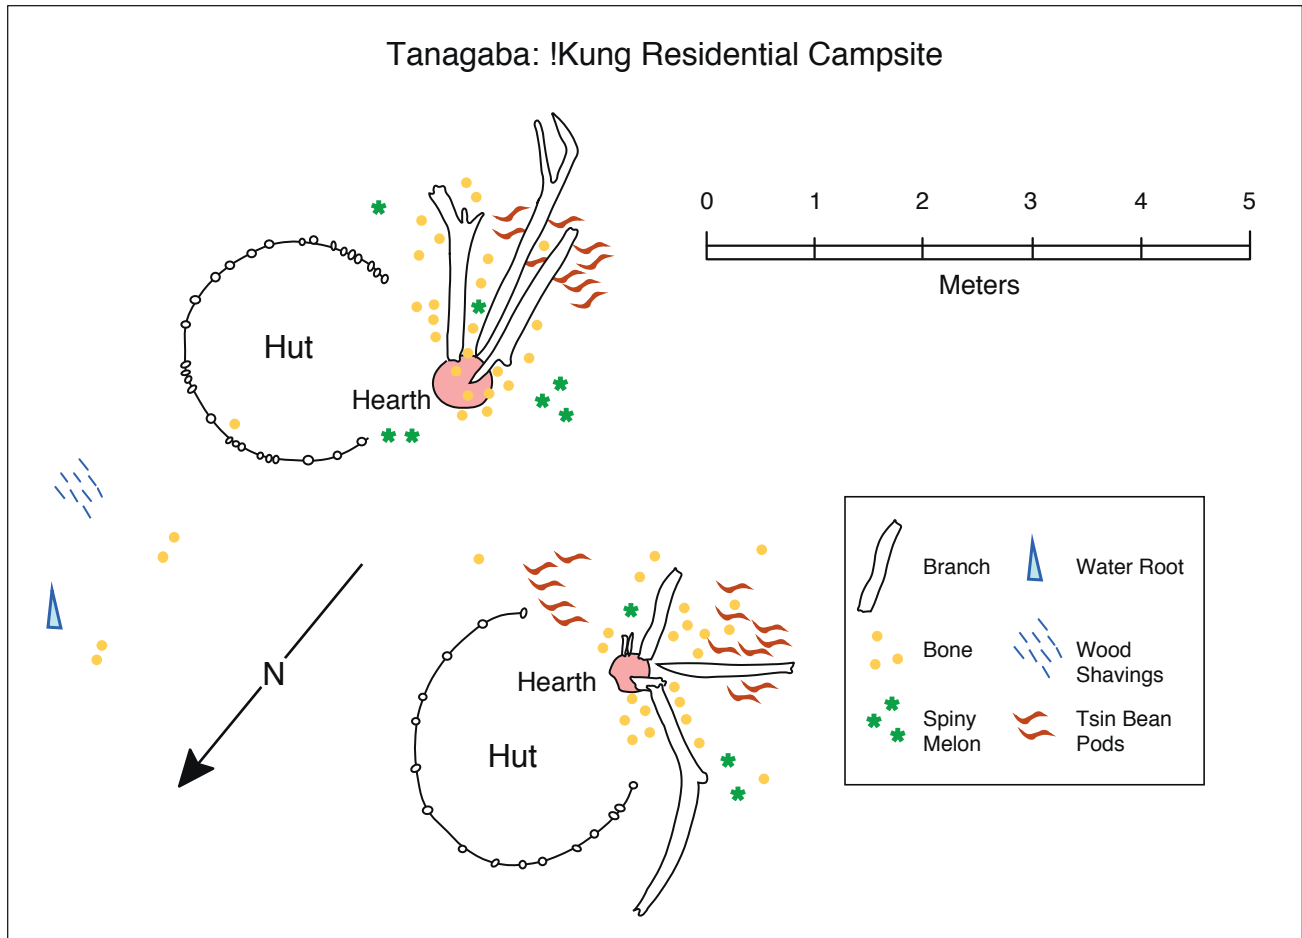 Tanagaba: !Kung Residential Campsite
0 1 2 3 4 5
Meters
Hut
Hearth
N
Hearth
Hut
Branch
Water Root
Bone
Wood
Shavings
Spiny
Melon
Tsin Bean
Pods